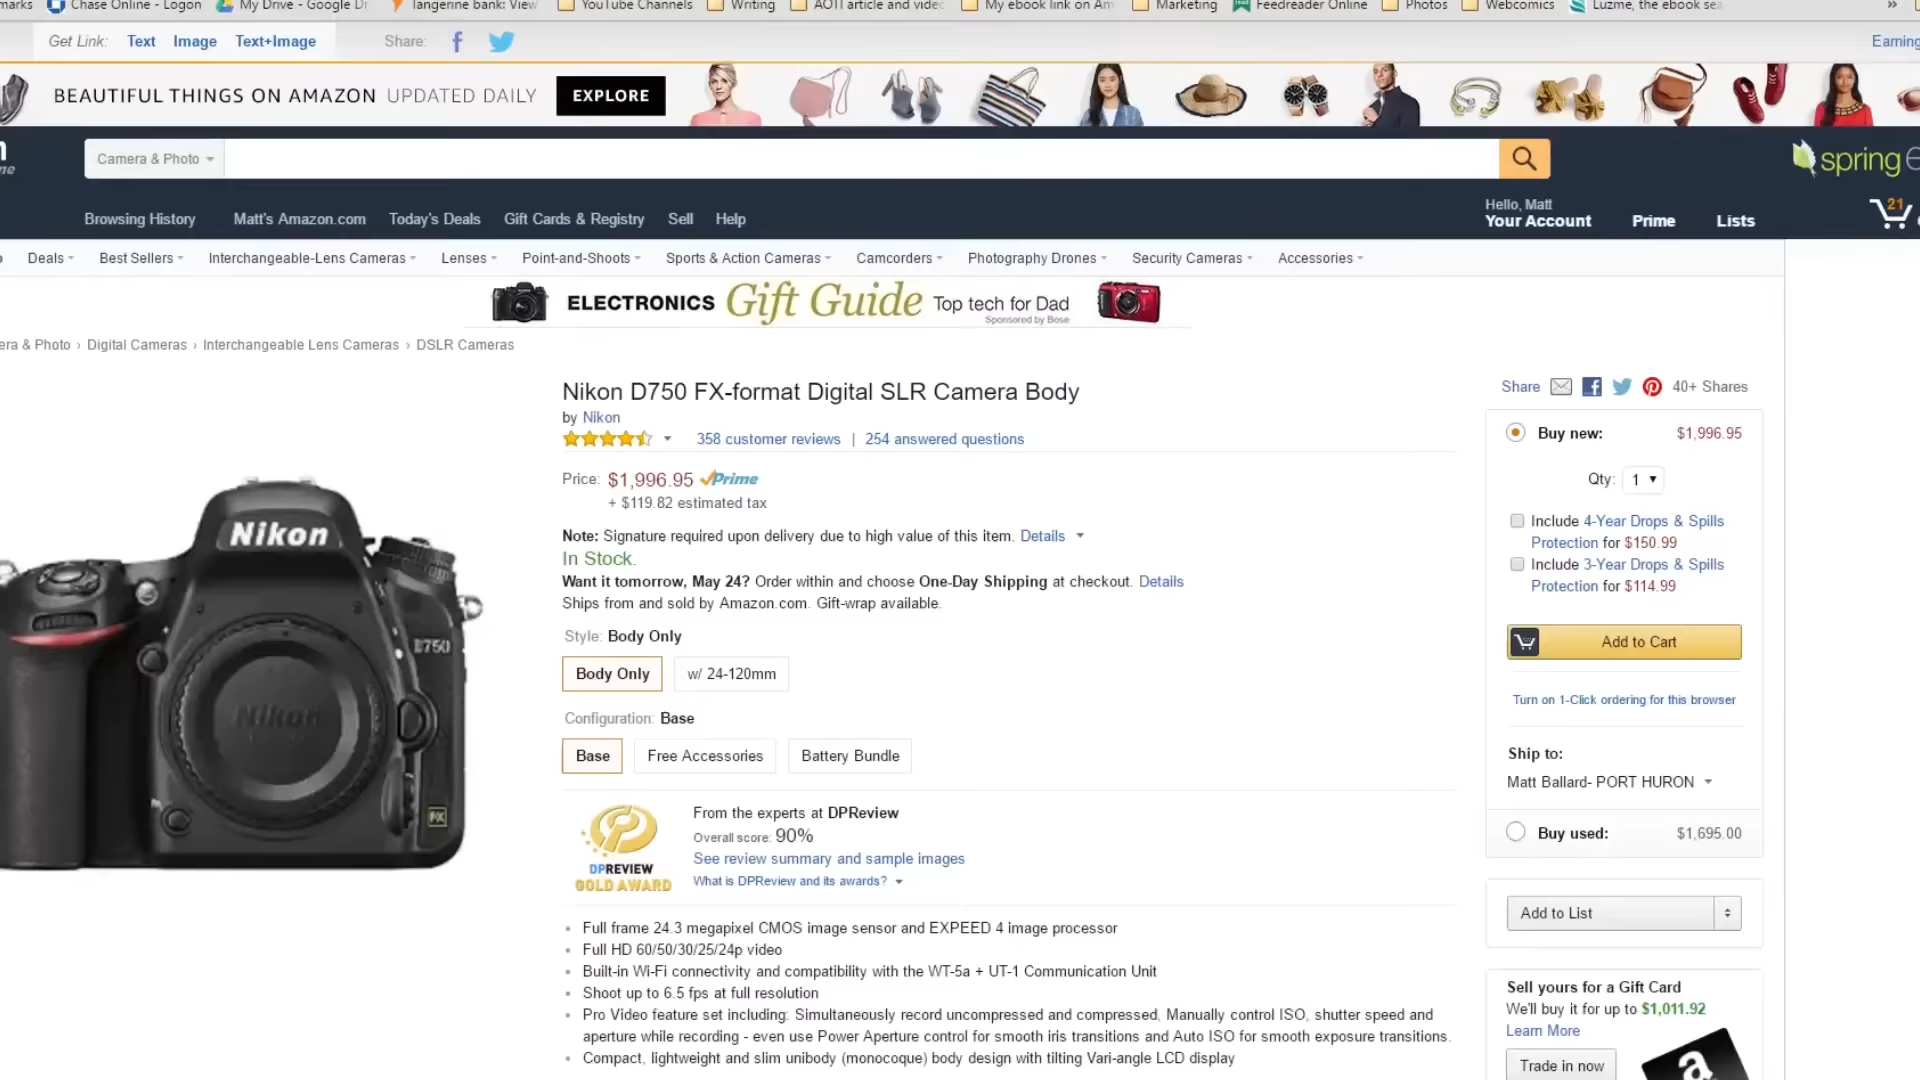 marks Chase Online - Logon My Drive - Google Dr Tangerine bank: View YouTube Channels Writing AOTI article and video My ebook link on Am Marketing Feedreader Online Photos Webcomics Luzme, the ebook sea »
Get Link: Text Image Text+Image Share: Earning
BEAUTIFUL THINGS ON AMAZON UPDATED DAILY EXPLORE
Camera & Photo
spring
Browsing History Matt's Amazon.com Today's Deals Gift Cards & Registry Sell Help
Hello, Matt
Your Account Prime Lists 21
Deals Best Sellers Interchangeable-Lens Cameras Lenses Point-and-Shoots Sports & Action Cameras Camcorders Photography Drones Security Cameras Accessories
ELECTRONICS Gift Guide Top tech for Dad
Sponsored by Bose
era & Photo › Digital Cameras › Interchangeable Lens Cameras › DSLR Cameras
Nikon
D750
Nikon
FX
Nikon D750 FX-format Digital SLR Camera Body
by Nikon
358 customer reviews | 254 answered questions
Price: $1,996.95 Prime
+ $119.82 estimated tax
Note: Signature required upon delivery due to high value of this item. Details
In Stock.
Want it tomorrow, May 24? Order within and choose One-Day Shipping at checkout. Details
Ships from and sold by Amazon.com. Gift-wrap available.
Style: Body Only
Body Only w/ 24-120mm
Configuration: Base
Base Free Accessories Battery Bundle
DPREVIEW
GOLD AWARD
From the experts at DPReview
Overall score: 90%
See review summary and sample images
What is DPReview and its awards?
• Full frame 24.3 megapixel CMOS image sensor and EXPEED 4 image processor
• Full HD 60/50/30/25/24p video
• Built-in Wi-Fi connectivity and compatibility with the WT-5a + UT-1 Communication Unit
• Shoot up to 6.5 fps at full resolution
• Pro Video feature set including: Simultaneously record uncompressed and compressed, Manually control ISO, shutter speed and
aperture while recording - even use Power Aperture control for smooth iris transitions and Auto ISO for smooth exposure transitions.
• Compact, lightweight and slim unibody (monocoque) body design with tilting Vari-angle LCD display
Share 40+ Shares
Buy new: $1,996.95
Qty: 1
Include 4-Year Drops & Spills
Protection for $150.99
Include 3-Year Drops & Spills
Protection for $114.99
Add to Cart
Turn on 1-Click ordering for this browser
Ship to:
Matt Ballard- PORT HURON
Buy used: $1,695.00
Add to List
Sell yours for a Gift Card
We'll buy it for up to $1,011.92
Learn More
Trade in now
a